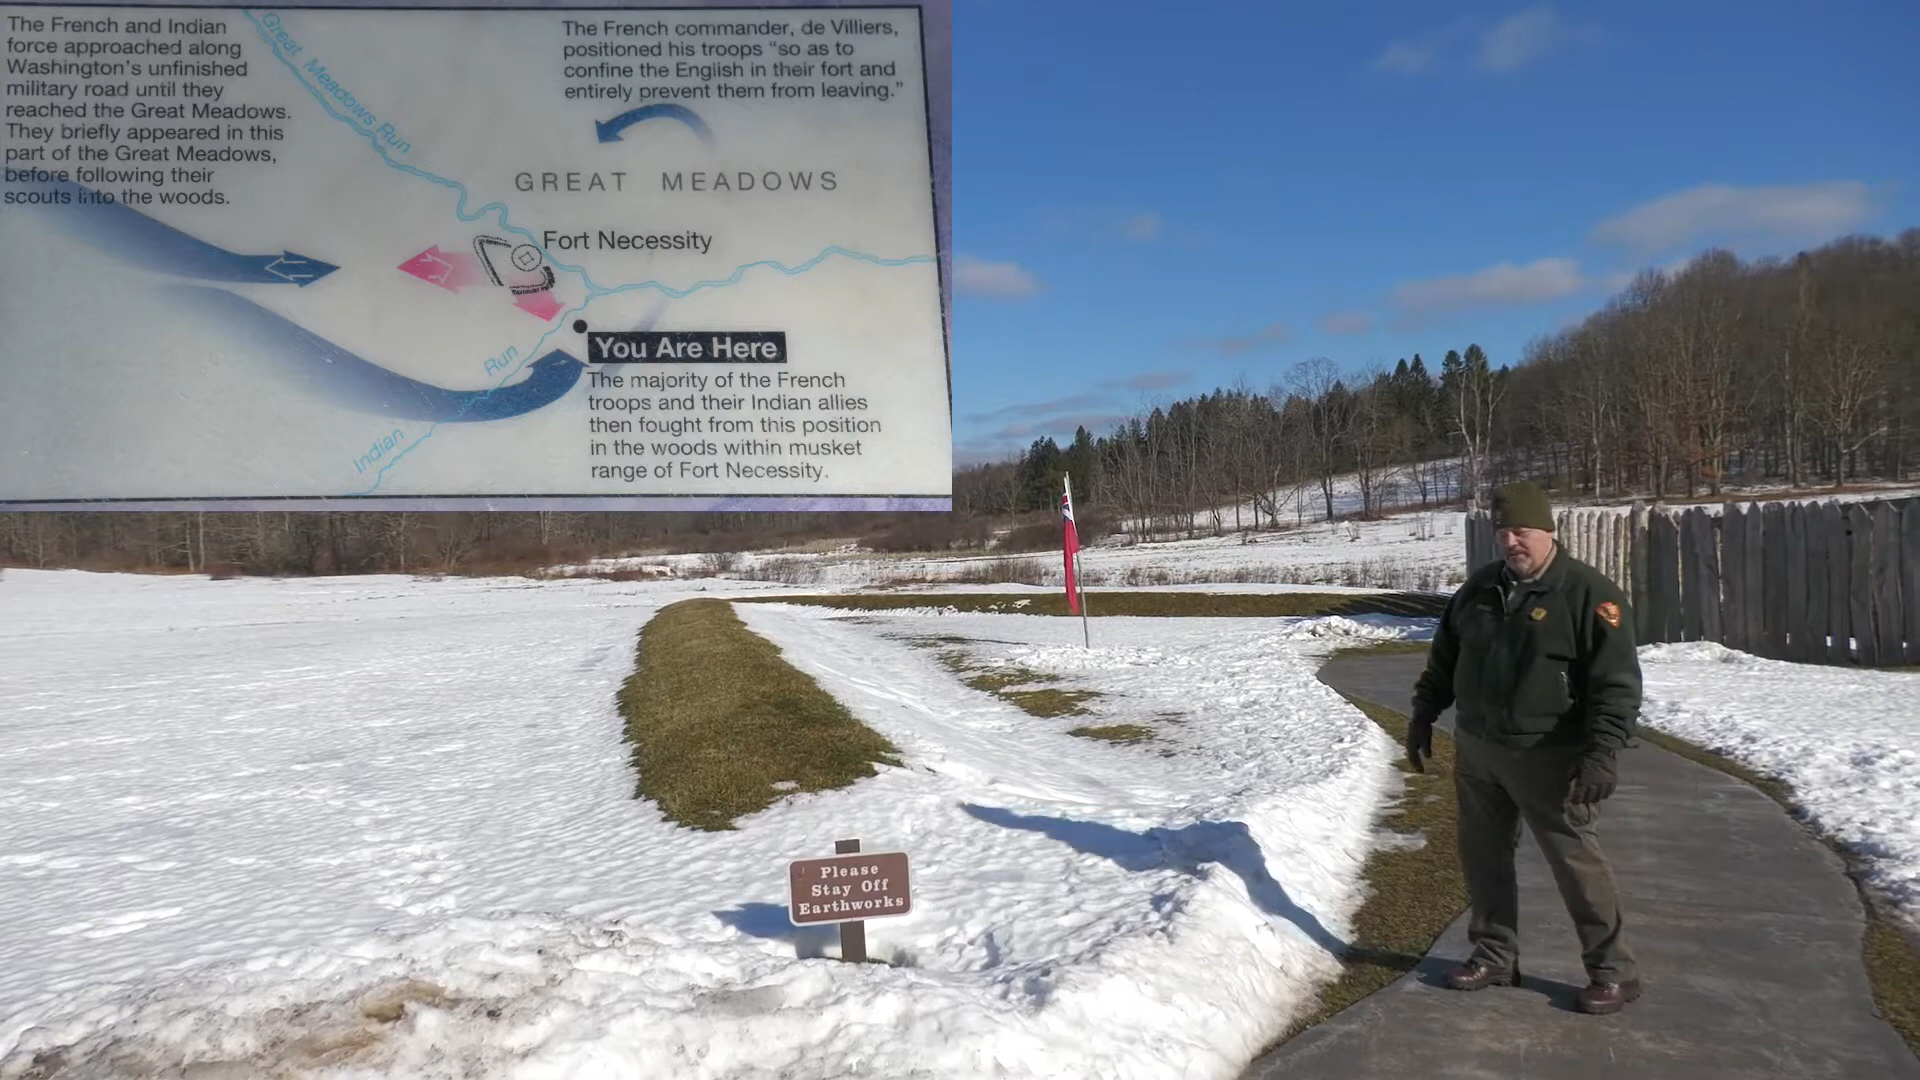 The French and Indian
force approached along
Washington's unfinished
military road until they
reached the Great Meadows.
They briefly appeared in this
part of the Great Meadows,
before following their
scouts into the woods.
Great Meadows Run
The French commander, de Villiers,
positioned his troops “so as to
confine the English in their fort and
entirely prevent them from leaving.”
GREAT MEADOWS
Fort Necessity
You Are Here
The majority of the French
troops and their Indian allies
then fought from this position
in the woods within musket
range of Fort Necessity.
Indian Run
Please
Stay Off
Earthworks